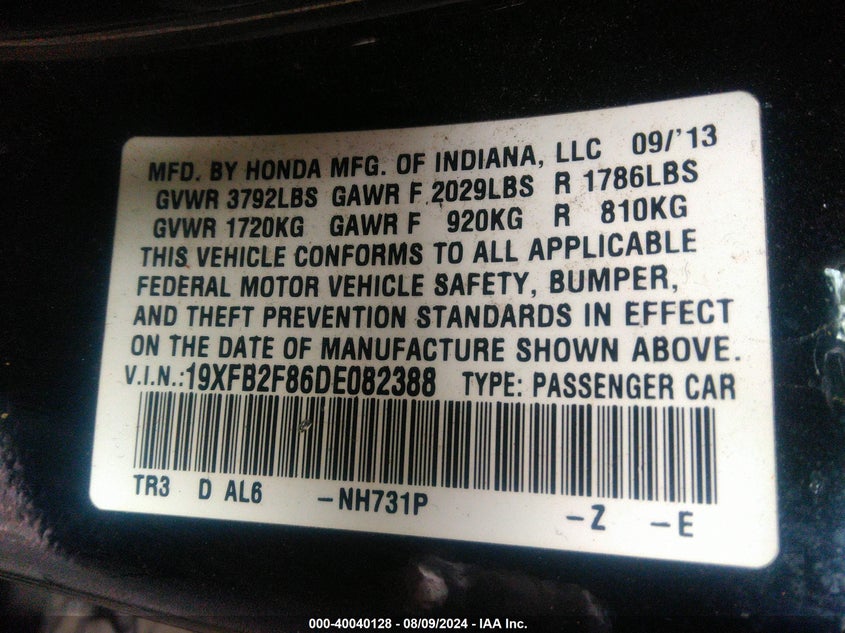 MFD. BY HONDA MFG. OF INDIANA, LLC 09/'13
GVWR 3792LBS GAWR F 2029LBS R 1786LBS
GVWR 1720KG GAWR F 920KG R 810KG
THIS VEHICLE CONFORMS TO ALL APPLICABLE
FEDERAL MOTOR VEHICLE SAFETY, BUMPER,
AND THEFT PREVENTION STANDARDS IN EFFECT
ON THE DATE OF MANUFACTURE SHOWN ABOVE.
V.I.N.:19XFB2F86DE082388 TYPE: PASSENGER CAR
TR3 D AL6 -NH731P -Z -E
000-40040128 - 08/09/2024 - IAA Inc.